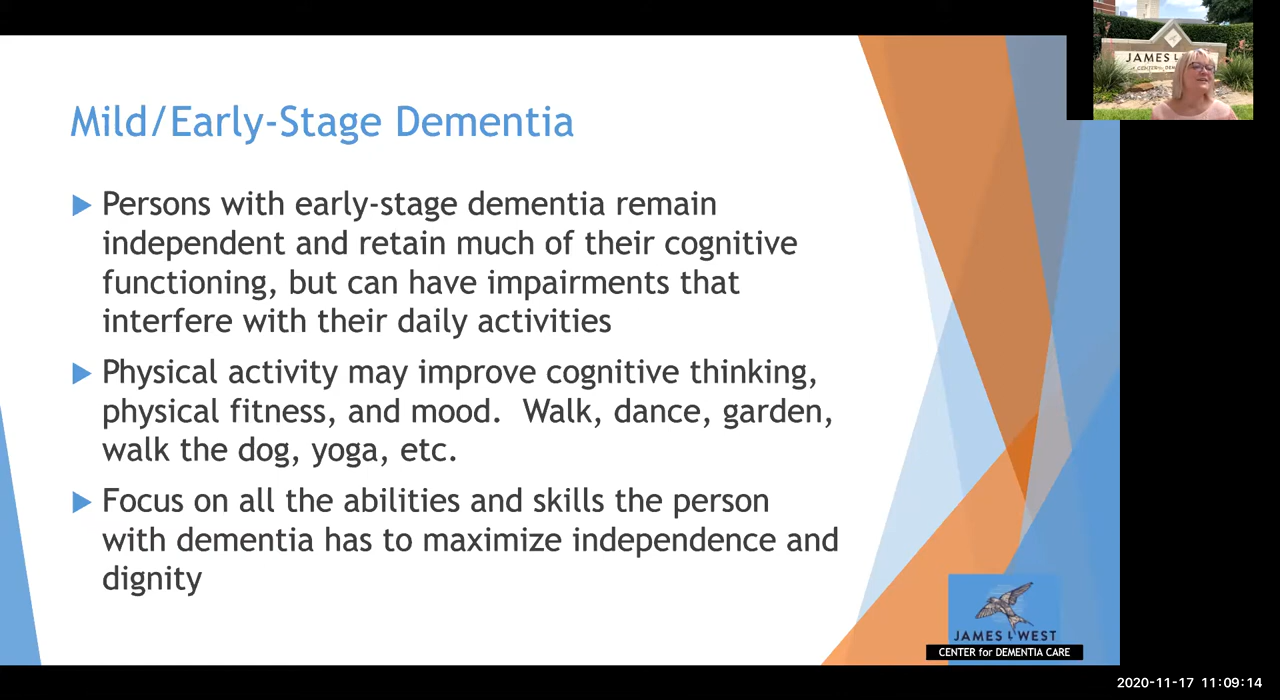 JAMES L
CENTER
Mild/Early-Stage Dementia
Persons with early-stage dementia remain
independent and retain much of their cognitive
functioning, but can have impairments that
interfere with their daily activities
Physical activity may improve cognitive thinking,
physical fitness, and mood.  Walk, dance, garden,
walk the dog, yoga, etc.
Focus on all the abilities and skills the person
with dementia has to maximize independence and
dignity
JAMES L WEST
CENTER for DEMENTIA CARE
2020-11-17 11:09:14